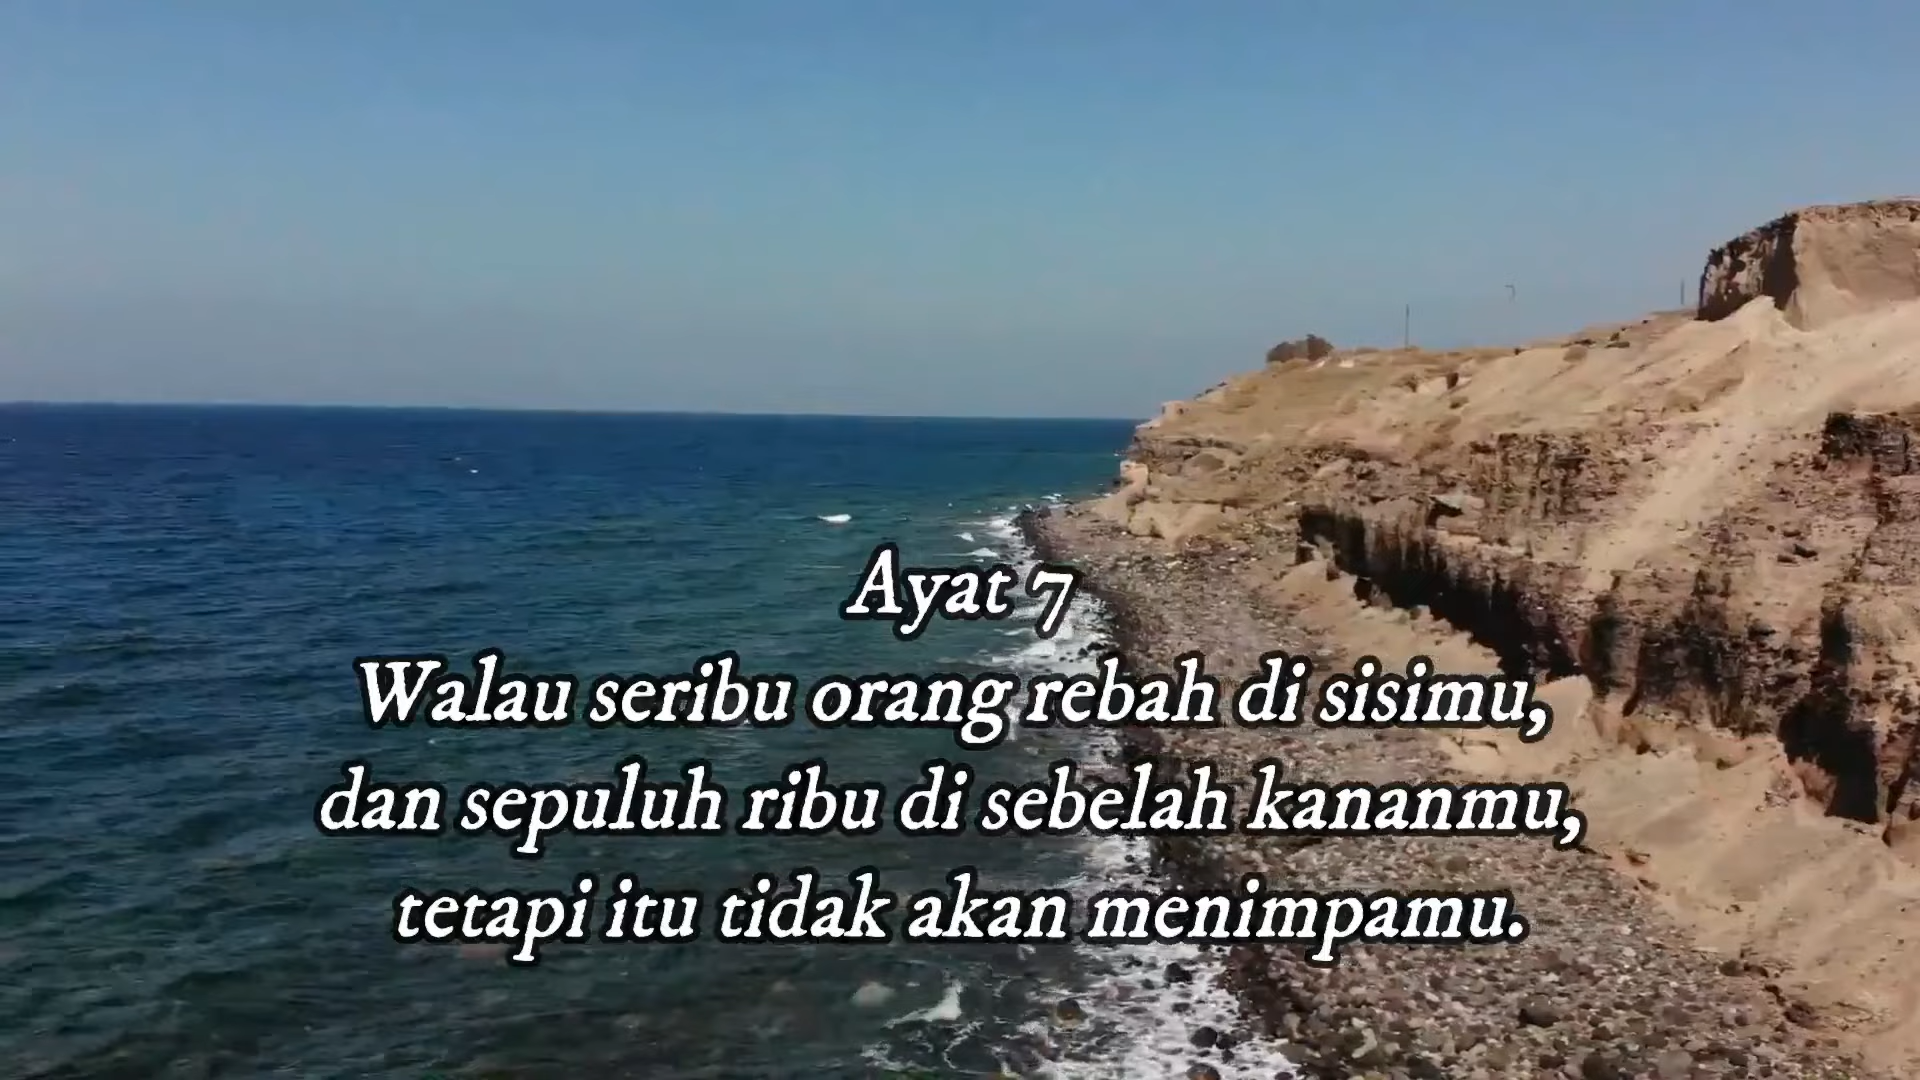 Ayat 7
Walau seribu orang rebah di sisimu,
dan sepuluh ribu di sebelah kananmu,
tetapi itu tidak akan menimpamu.